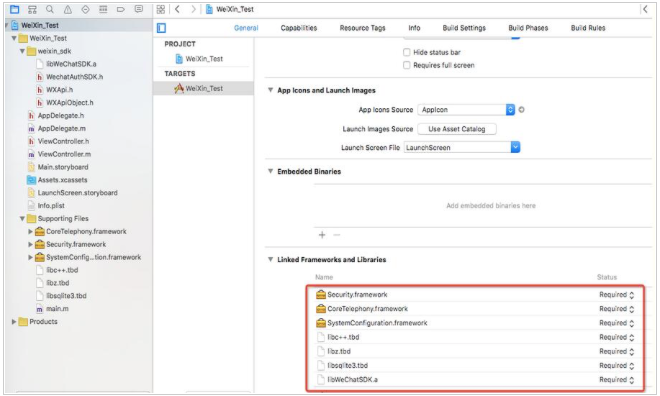 WeiXin_Test
General
Capabilities
Resource Tags
Info
Build Settings
Build Phases
Build Rules
WeiXin_Test
WeiXin_Test
weixin_sdk
libWeChatSDK.a
WechatAuthSDK.h
WXApi.h
WXApiObject.h
AppDelegate.h
AppDelegate.m
ViewController.h
ViewController.m
Main.storyboard
Assets.xcassets
LaunchScreen.storyboard
Info.plist
Supporting Files
CoreTelephony.framework
Security.framework
SystemConfig...tion.framework
libc++.tbd
libz.tbd
libsqlite3.tbd
main.m
Products
PROJECT
WeiXin_Test
TARGETS
WeiXin_Test
Hide status bar
Requires full screen
App Icons and Launch Images
App Icons Source AppIcon
Launch Images Source Use Asset Catalog
Launch Screen File LaunchScreen
Embedded Binaries
Add embedded binaries here
Linked Frameworks and Libraries
Name Status
Security.framework Required
CoreTelephony.framework Required
SystemConfiguration.framework Required
libc++.tbd Required
libz.tbd Required
libsqlite3.tbd Required
libWeChatSDK.a Required